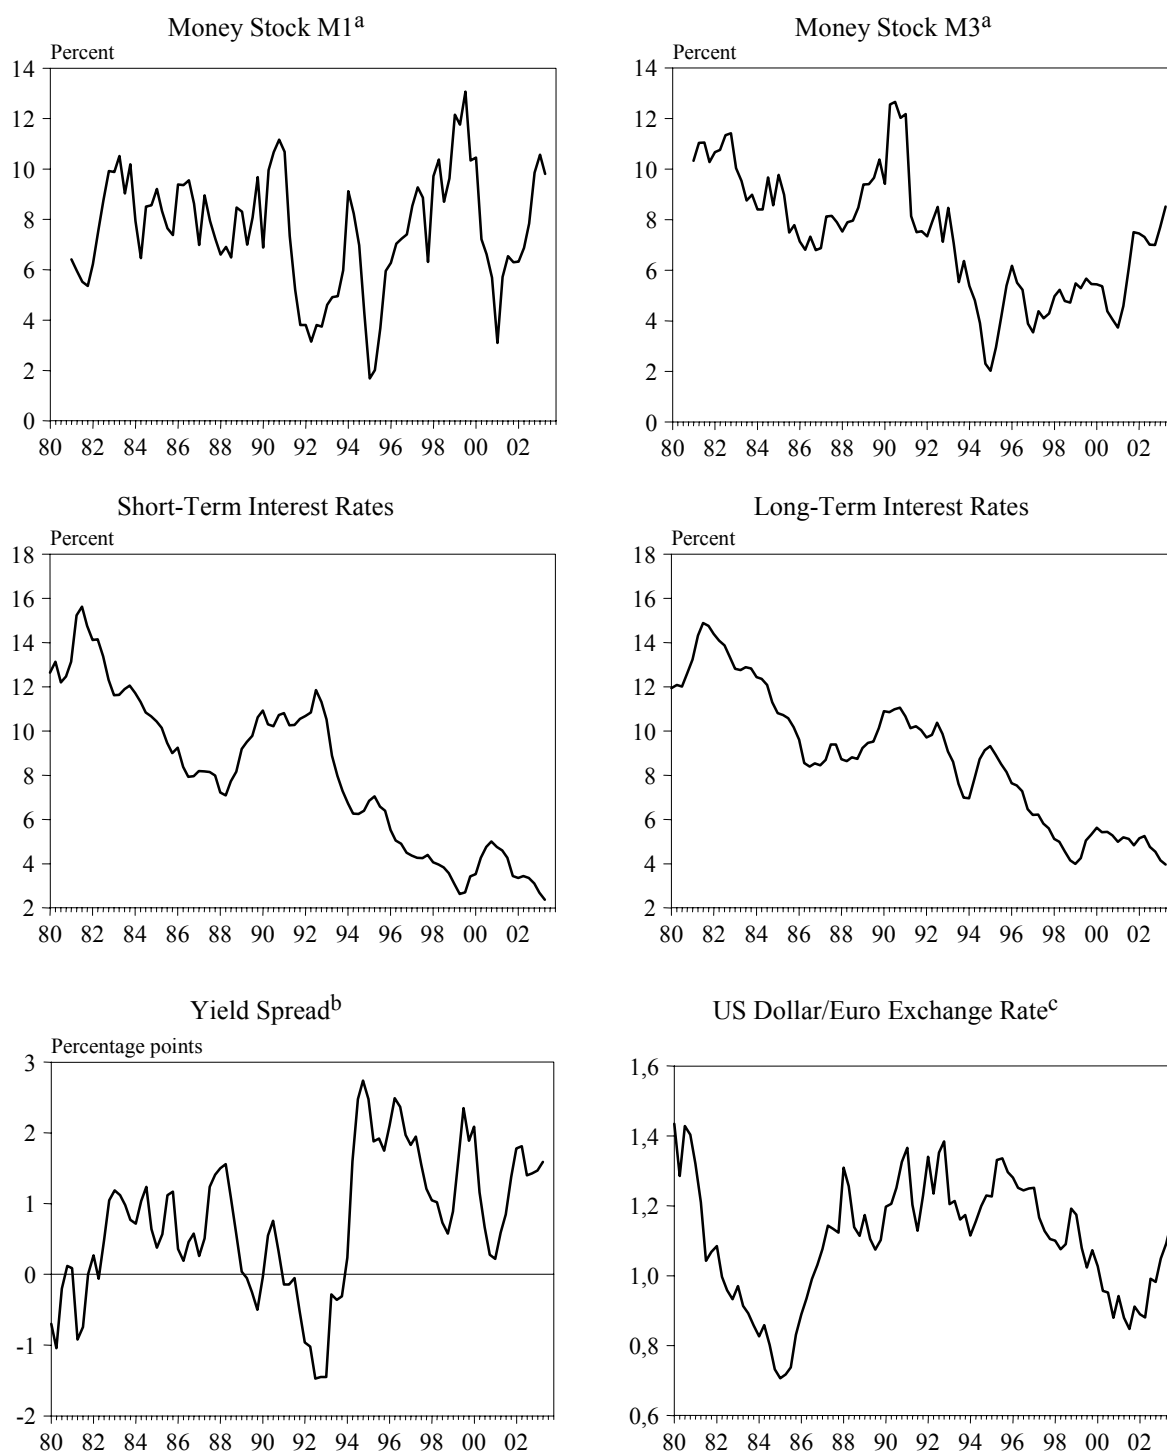 Money Stock M1a
Percent
14
12
10
8
6
4
2
0
80 82 84 86 88 90 92 94 96 98 00 02
Money Stock M3a
Percent
14
12
10
8
6
4
2
0
80 82 84 86 88 90 92 94 96 98 00 02
Short-Term Interest Rates
Percent
18
16
14
12
10
8
6
4
2
80 82 84 86 88 90 92 94 96 98 00 02
Long-Term Interest Rates
Percent
18
16
14
12
10
8
6
4
2
80 82 84 86 88 90 92 94 96 98 00 02
Yield Spreadb
Percentage points
3
2
1
0
-1
-2
80 82 84 86 88 90 92 94 96 98 00 02
US Dollar/Euro Exchange Ratec
1,6
1,4
1,2
1,0
0,8
0,6
80 82 84 86 88 90 92 94 96 98 00 02